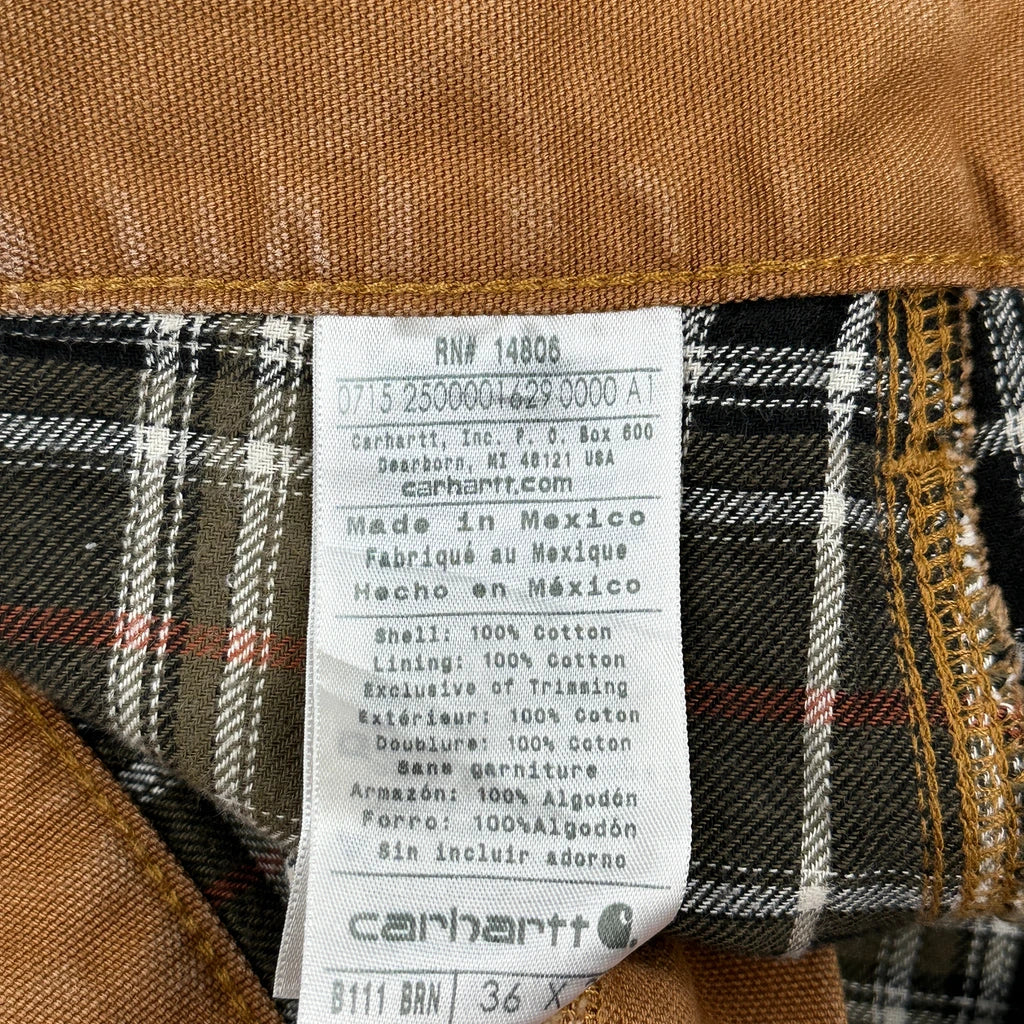 RN# 14806
0715 2500001629 0000 A1
Carhartt, Inc. P. O. Box 600
Dearborn, MI 48121 USA
carhartt.com
Made in Mexico
Fabriqué au Mexique
Hecho en México
Shell: 100% Cotton
Lining: 100% Cotton
Exclusive of Trimming
Extérieur: 100% Coton
Doublure: 100% Coton
Sans garniture
Armazón: 100% Algodón
Forro: 100%Algodón
Sin incluir adorno
carhartt
B111 BRN 36 X